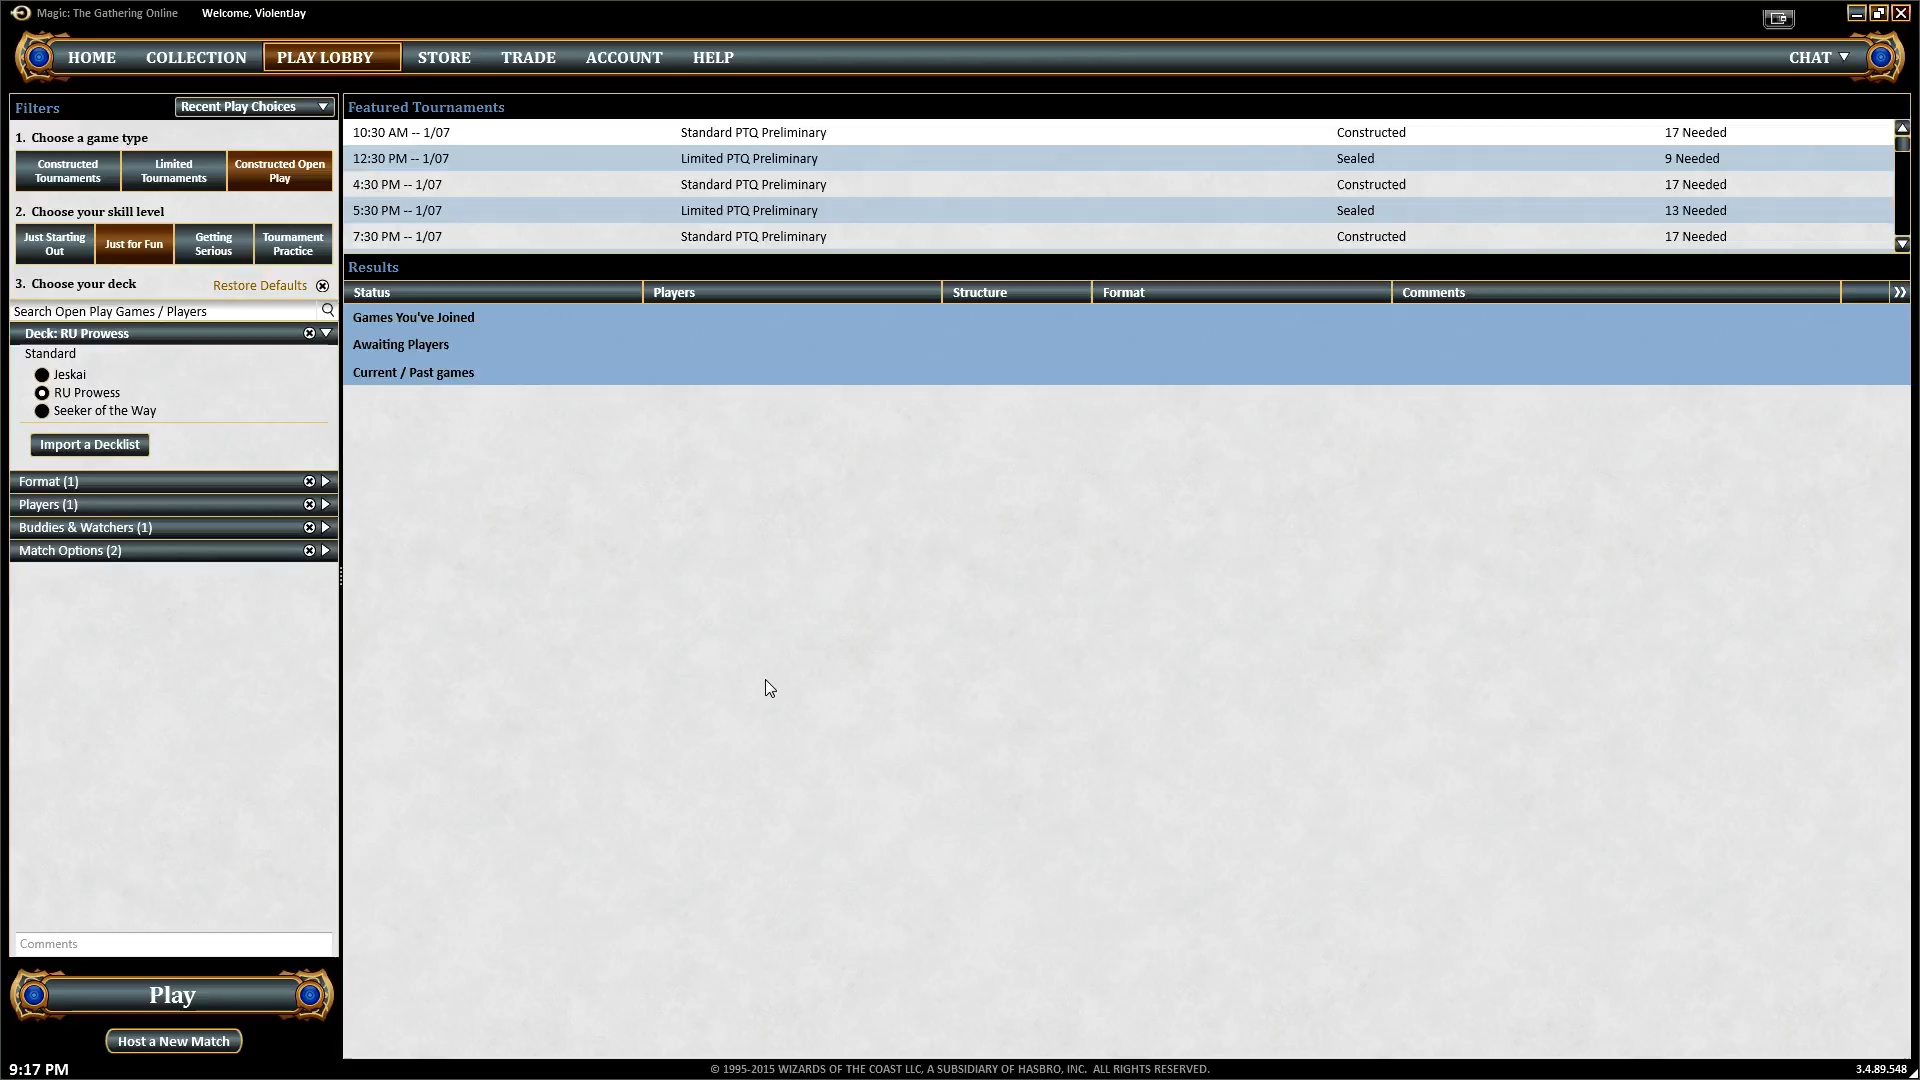 Magic: The Gathering Online Welcome, ViolentJay
HOME COLLECTION PLAY LOBBY STORE TRADE ACCOUNT HELP CHAT
Filters Recent Play Choices
1. Choose a game type
Constructed Tournaments Limited Tournaments Constructed Open Play
2. Choose your skill level
Just Starting Out Just for Fun Getting Serious Tournament Practice
3. Choose your deck Restore Defaults
Search Open Play Games / Players
Deck: RU Prowess
Standard
Jeskai
RU Prowess
Seeker of the Way
Import a Decklist
Format (1)
Players (1)
Buddies & Watchers (1)
Match Options (2)
Comments
Play
Host a New Match
9:17 PM
Featured Tournaments
10:30 AM -- 1/07 Standard PTQ Preliminary Constructed 17 Needed
12:30 PM -- 1/07 Limited PTQ Preliminary Sealed 9 Needed
4:30 PM -- 1/07 Standard PTQ Preliminary Constructed 17 Needed
5:30 PM -- 1/07 Limited PTQ Preliminary Sealed 13 Needed
7:30 PM -- 1/07 Standard PTQ Preliminary Constructed 17 Needed
Results
Status Players Structure Format Comments
Games You've Joined
Awaiting Players
Current / Past games
© 1995-2015 WIZARDS OF THE COAST LLC, A SUBSIDIARY OF HASBRO, INC. ALL RIGHTS RESERVED.
3.4.89.548